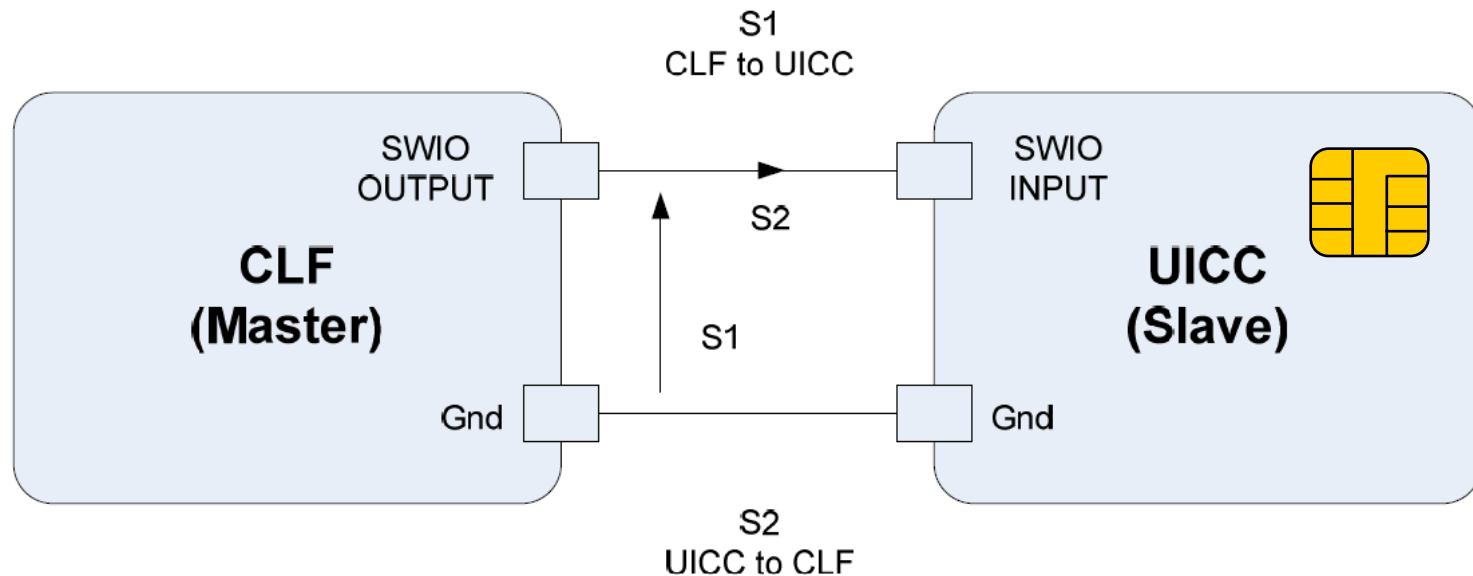 S1
CLF to UICC
SWIO
OUTPUT
SWIO
INPUT
S2
CLF
(Master)
UICC
(Slave)
S1
Gnd
Gnd
S2
UICC to CLF